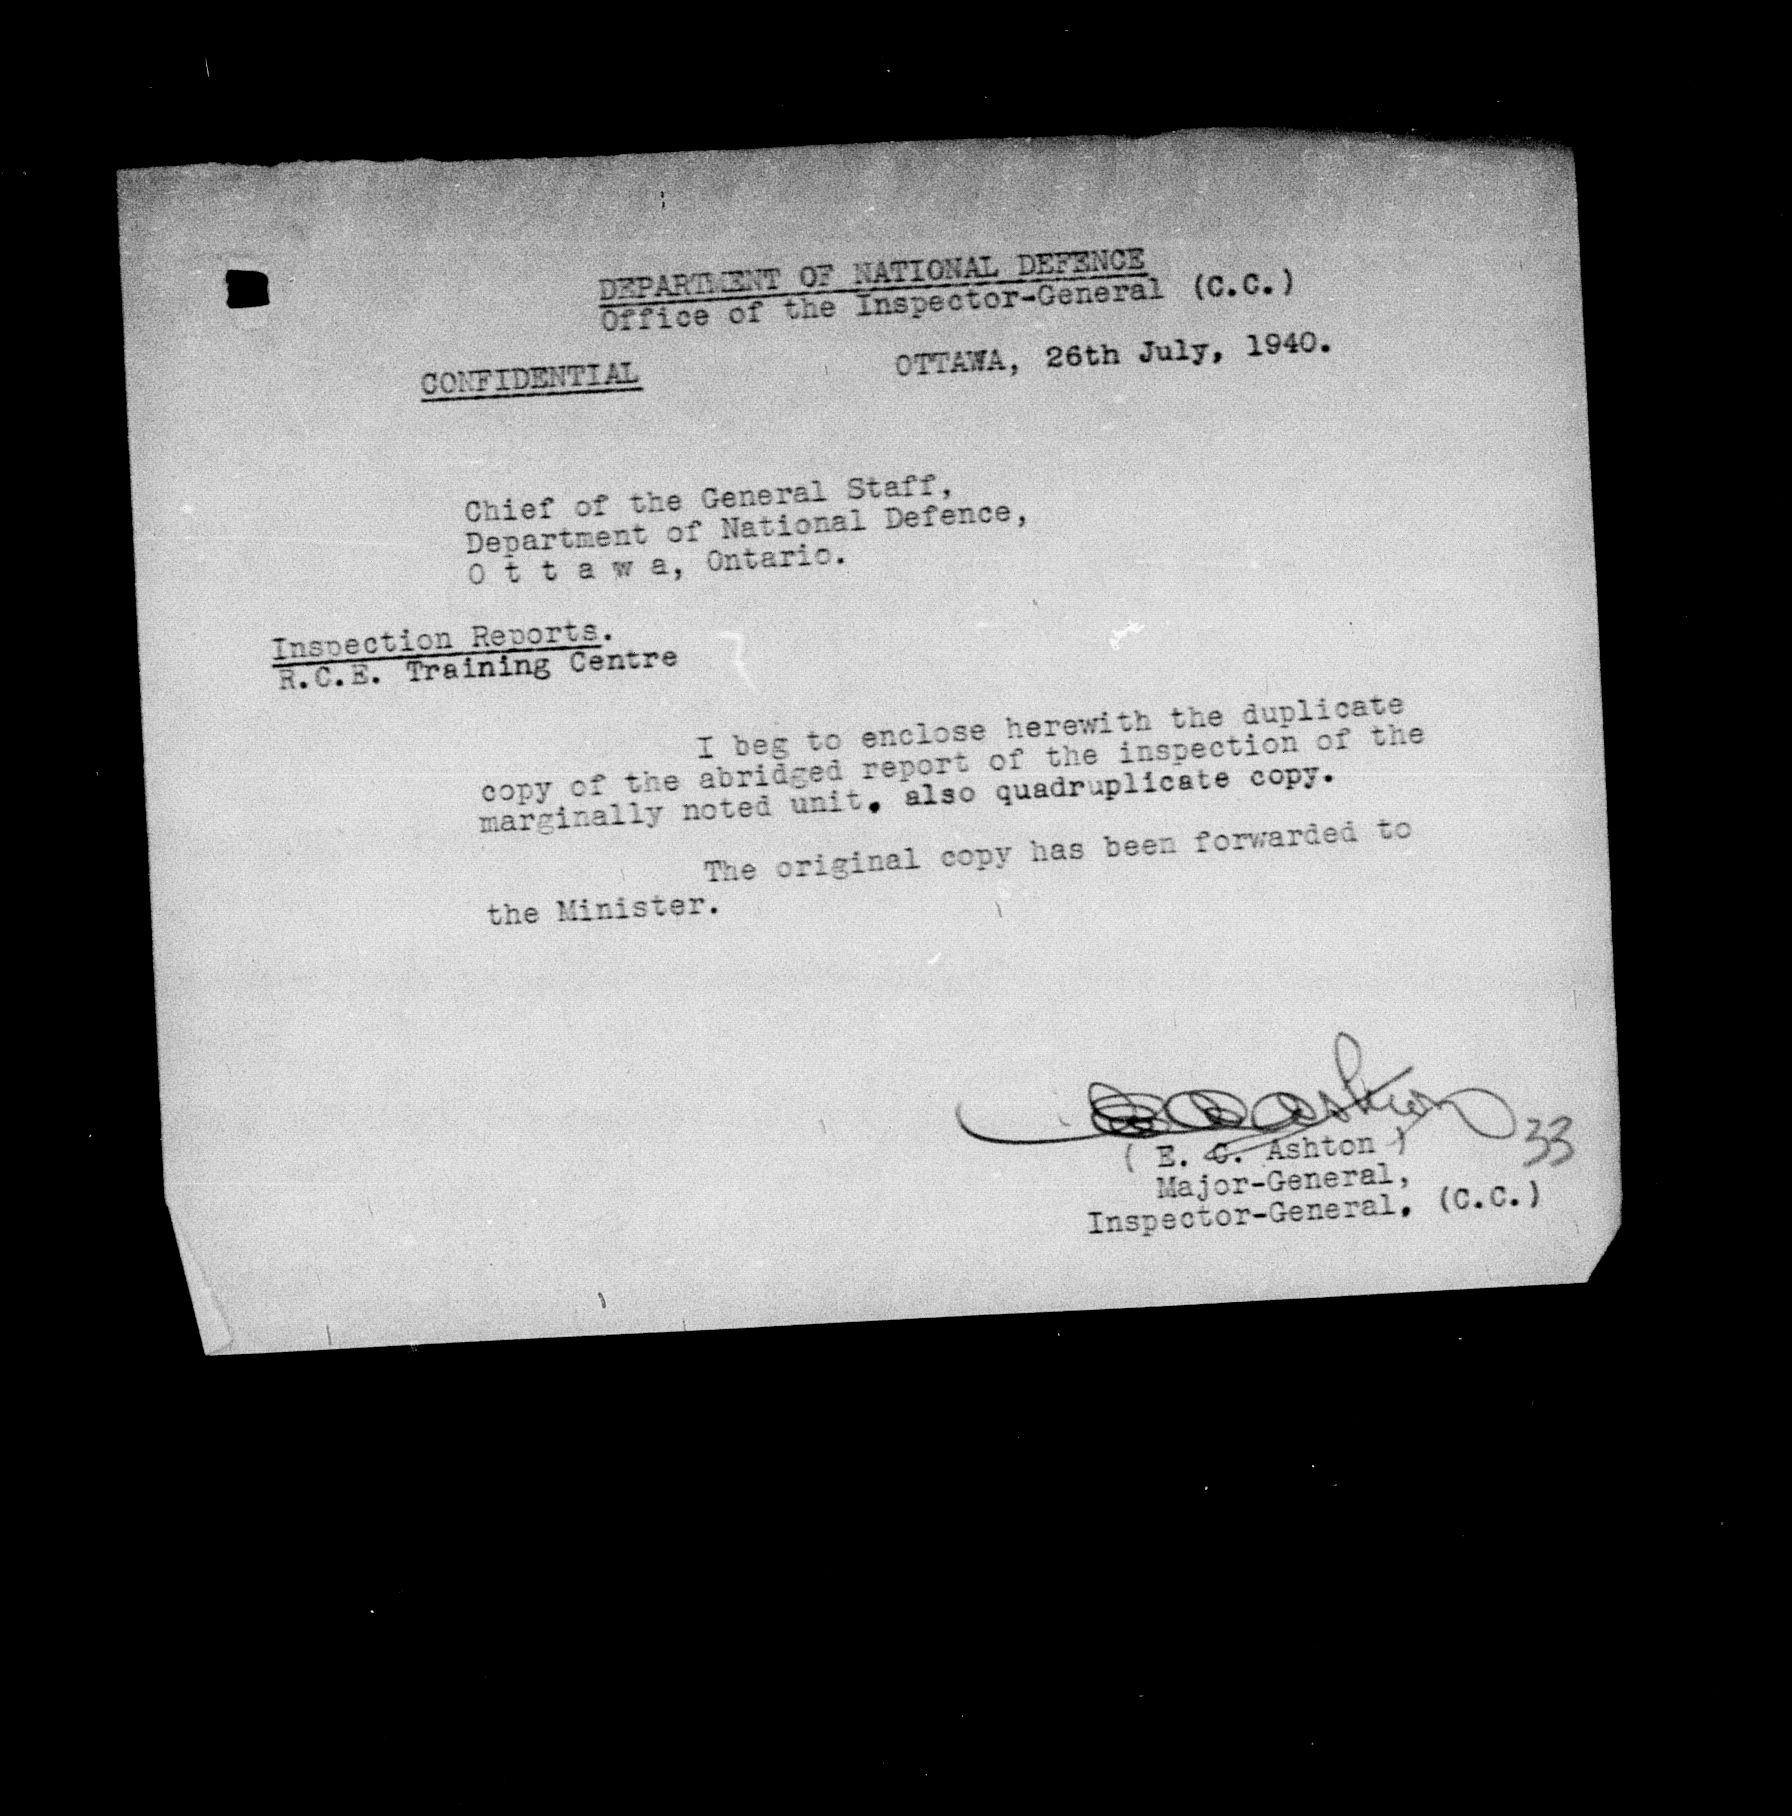 DEPARTMENT OF NATIONAL DEFENCE
Office of the Inspector-General (C.C.)
CONFIDENTIAL
OTTAWA, 26th July, 1940.
Chief of the General Staff,
Department of National Defence,
O t t a w a, Ontario.
Inspection Reports.
R.C.E. Training Centre
I beg to enclose herewith the duplicate
copy of the abridged report of the inspection of the
marginally noted unit. also quadruplicate copy.
The original copy has been forwarded to
the Minister.
Ashton
33
( E. C. Ashton )
Major-General,
Inspector-General. (C.C.)